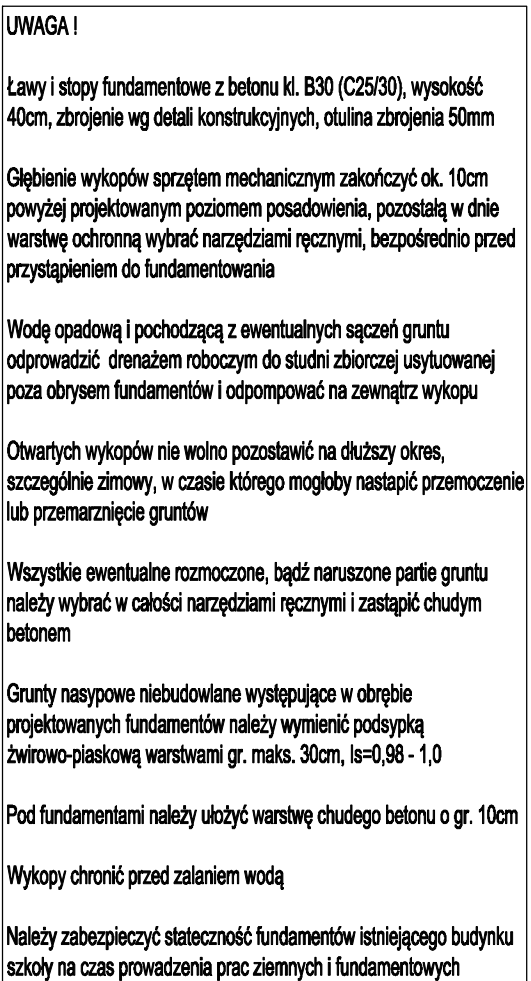 UWAGA !
Ławy i stopy fundamentowe z betonu kl. B30 (C25/30), wysokość
40cm, zbrojenie wg detali konstrukcyjnych, otulina zbrojenia 50mm
Głębienie wykopów sprzętem mechanicznym zakończyć ok. 10cm
powyżej projektowanym poziomem posadowienia, pozostałą w dnie
warstwę ochronną wybrać narzędziami ręcznymi, bezpośrednio przed
przystąpieniem do fundamentowania
Wodę opadową i pochodzącą z ewentualnych sączeń gruntu
odprowadzić drenażem roboczym do studni zbiorczej usytuowanej
poza obrysem fundamentów i odpompować na zewnątrz wykopu
Otwartych wykopów nie wolno pozostawić na dłuższy okres,
szczególnie zimowy, w czasie którego mogłoby nastapić przemoczenie
lub przemarznięcie gruntów
Wszystkie ewentualne rozmoczone, bądź naruszone partie gruntu
należy wybrać w całości narzędziami ręcznymi i zastąpić chudym
betonem
Grunty nasypowe niebudowlane występujące w obrębie
projektowanych fundamentów należy wymienić podsypką
żwirowo-piaskową warstwami gr. maks. 30cm, Is=0,98 - 1,0
Pod fundamentami należy ułożyć warstwę chudego betonu o gr. 10cm
Wykopy chronić przed zalaniem wodą
Należy zabezpieczyć stateczność fundamentów istniejącego budynku
szkoły na czas prowadzenia prac ziemnych i fundamentowych